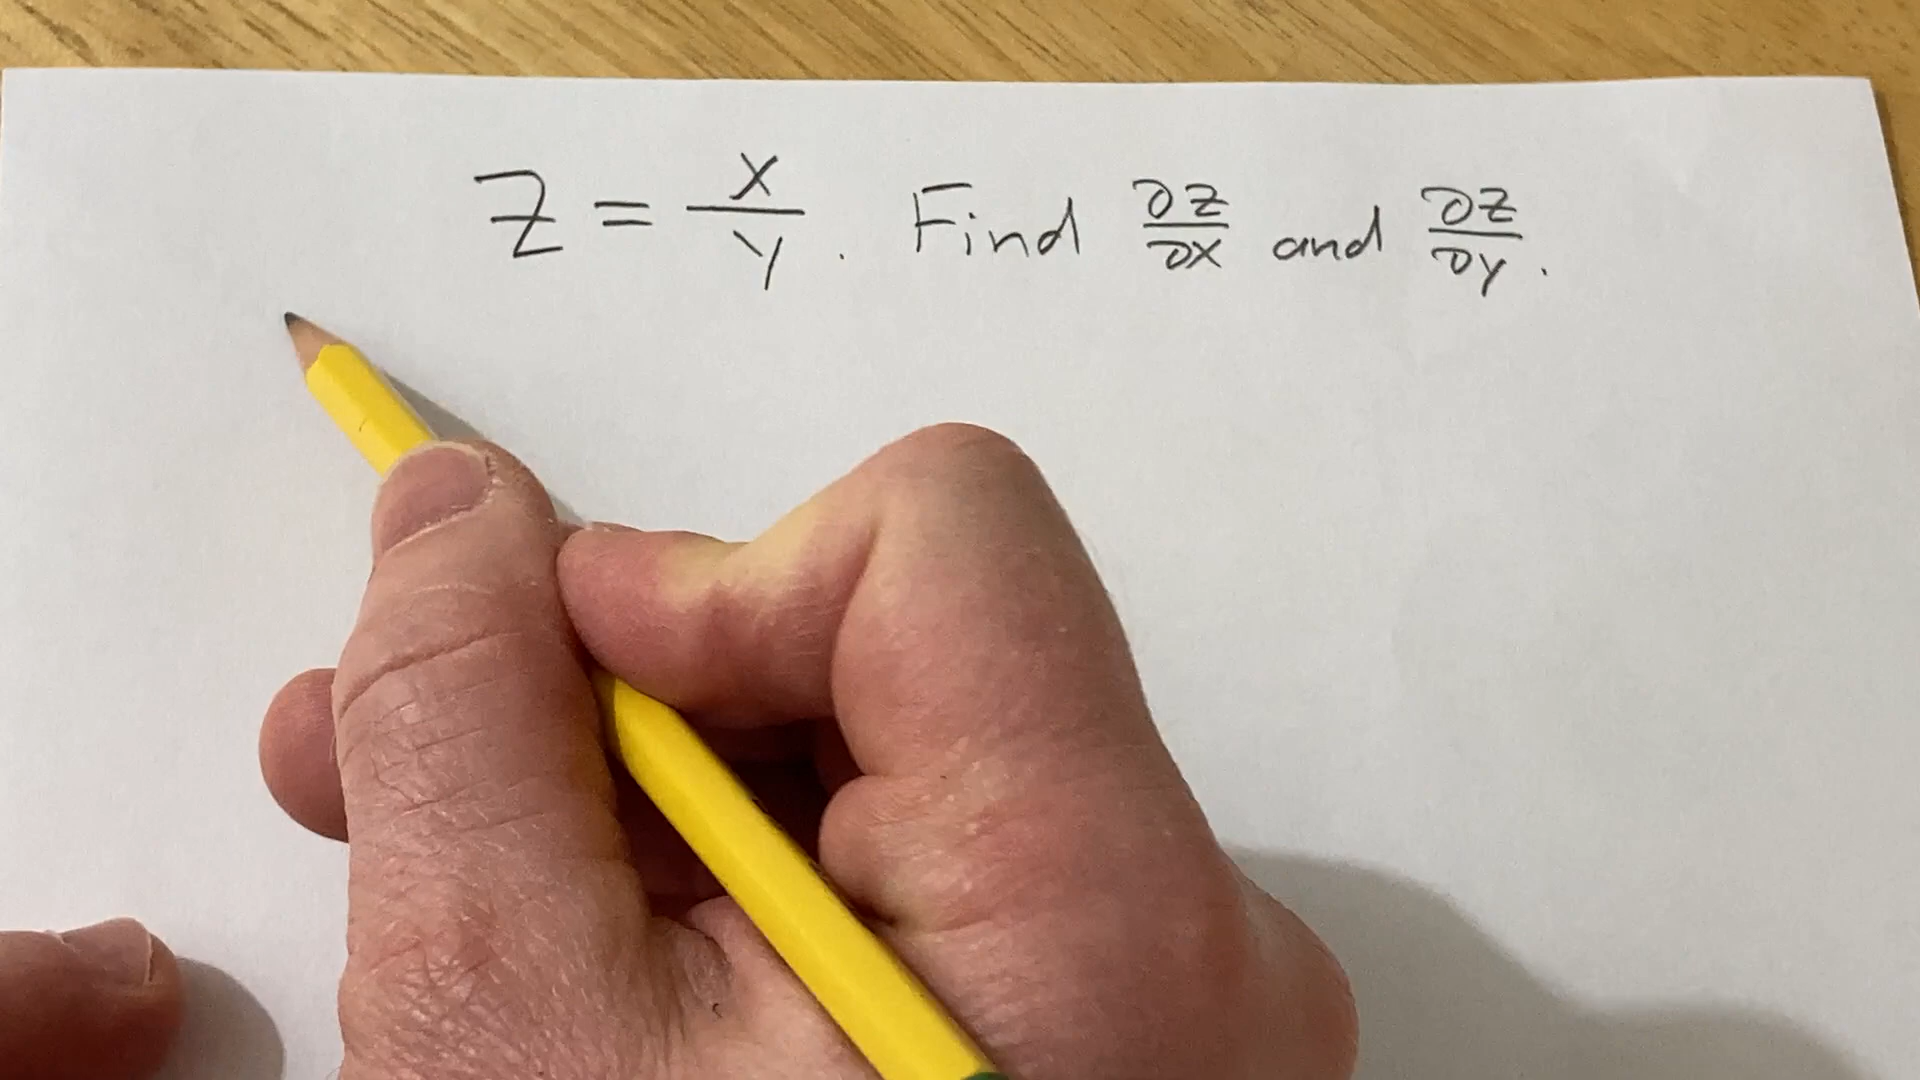 Z = X/Y. Find ∂Z/∂X and ∂Z/∂Y.